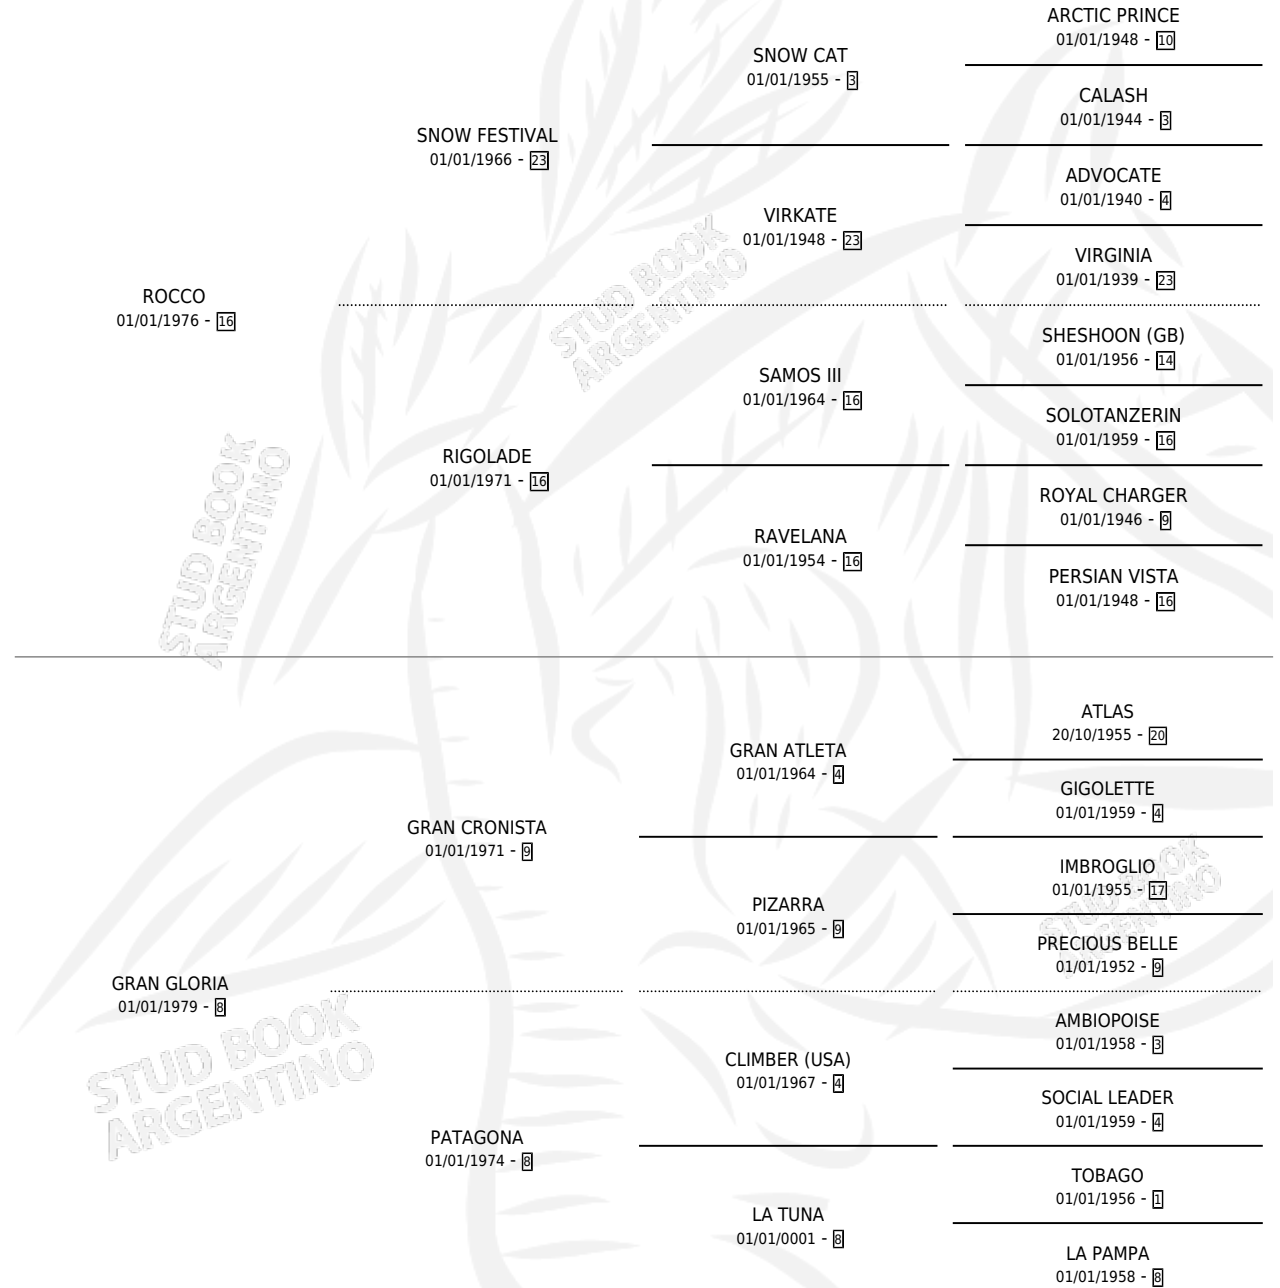 ARCTIC PRINCE
01/01/1948 - 10
SNOW CAT
01/01/1955 - 3
CALASH
01/01/1944 - 3
SNOW FESTIVAL
01/01/1966 - 23
ADVOCATE
01/01/1940 - 4
VIRKATE
01/01/1948 - 23
VIRGINIA
01/01/1939 - 23
ROCCO
01/01/1976 - 16
SHESHOON (GB)
01/01/1956 - 14
SAMOS III
01/01/1964 - 16
SOLOTANZERIN
01/01/1959 - 16
RIGOLADE
01/01/1971 - 16
ROYAL CHARGER
01/01/1946 - 9
RAVELANA
01/01/1954 - 16
PERSIAN VISTA
01/01/1948 - 16
ATLAS
20/10/1955 - 20
GRAN ATLETA
01/01/1964 - 4
GIGOLETTE
01/01/1959 - 4
GRAN CRONISTA
01/01/1971 - 9
IMBROGLIO
01/01/1955 - 17
PIZARRA
01/01/1965 - 9
PRECIOUS BELLE
01/01/1952 - 9
GRAN GLORIA
01/01/1979 - 8
AMBIOPOISE
01/01/1958 - 3
CLIMBER (USA)
01/01/1967 - 4
SOCIAL LEADER
01/01/1959 - 4
PATAGONA
01/01/1974 - 8
TOBAGO
01/01/1956 - 1
LA TUNA
01/01/0001 - 8
LA PAMPA
01/01/1958 - 8
STUD BOOK
ARGENTINO
STUD BOOK
ARGENTINO
STUD BOOK
ARGENTINO
STUD BOOK
ARGENTINO